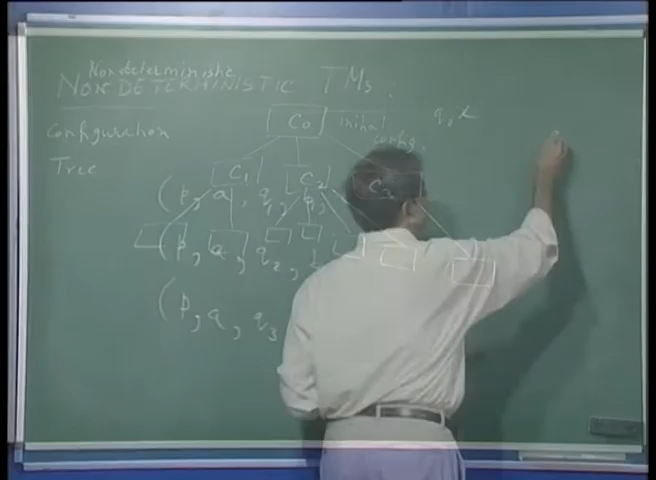 Nondeterministic
NONDETERMINISTIC TMs.
Configuration
Tree
C0
initial
config.
C1
C2
C3
(p, a, q1,
(p, a, q2,
(p, a, q3